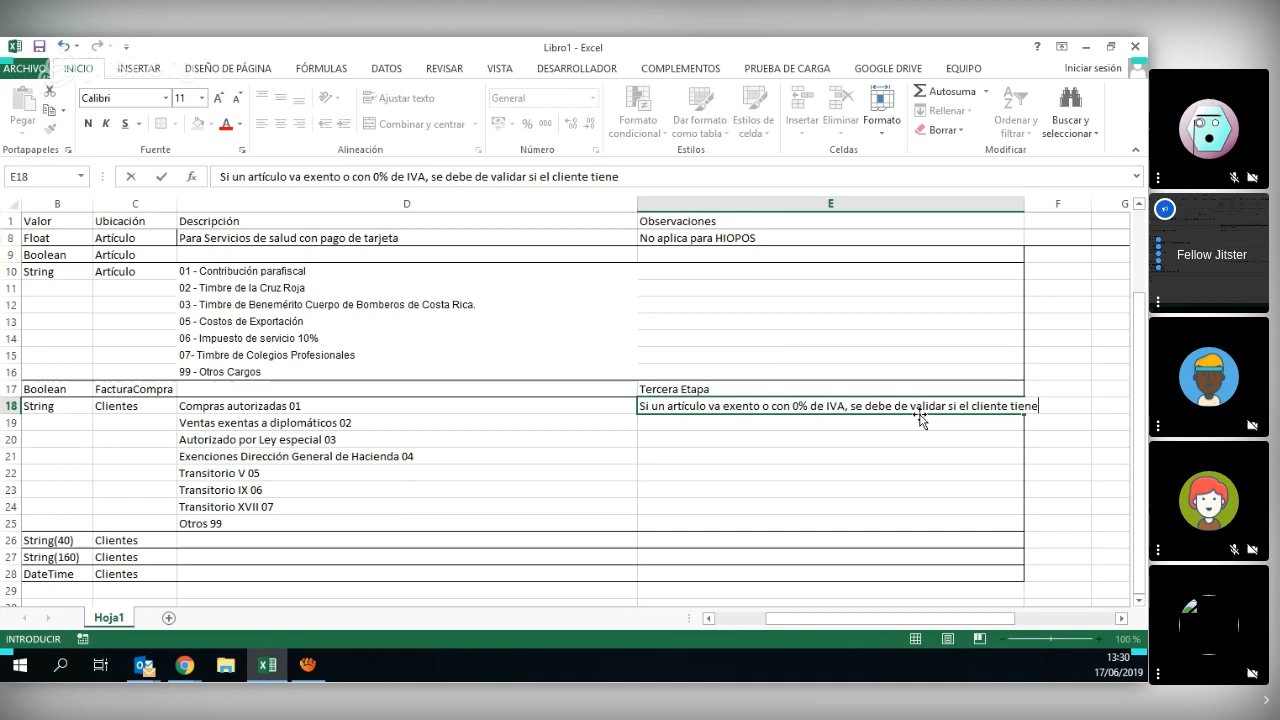 Libro1 - Excel
ARCHIVO INICIO INSERTAR DISEÑO DE PÁGINA FÓRMULAS DATOS REVISAR VISTA DESARROLLADOR COMPLEMENTOS PRUEBA DE CARGA GOOGLE DRIVE EQUIPO Iniciar sesión
Pegar
Calibri 11
N K S
Ajustar texto
Combinar y centrar
General
% 000
Formato condicional
Dar formato como tabla
Estilos de celda
Insertar
Eliminar
Formato
Autosuma
Rellenar
Borrar
Ordenar y filtrar
Buscar y seleccionar
Portapapeles Fuente Alineación Número Estilos Celdas Modificar
E18 fx Si un artículo va exento o con 0% de IVA, se debe de validar si el cliente tiene
B C D E F G
1 Valor Ubicación Descripción Observaciones
8 Float Artículo Para Servicios de salud con pago de tarjeta No aplica para HIOPOS
9 Boolean Artículo
10 String Artículo 01 - Contribución parafiscal
11 02 - Timbre de la Cruz Roja
12 03 - Timbre de Benemérito Cuerpo de Bomberos de Costa Rica.
13 05 - Costos de Exportación
14 06 - Impuesto de servicio 10%
15 07- Timbre de Colegios Profesionales
16 99 - Otros Cargos
17 Boolean FacturaCompra Tercera Etapa
18 String Clientes Compras autorizadas 01 Si un artículo va exento o con 0% de IVA, se debe de validar si el cliente tiene
19 Ventas exentas a diplomáticos 02
20 Autorizado por Ley especial 03
21 Exenciones Dirección General de Hacienda 04
22 Transitorio V 05
23 Transitorio IX 06
24 Transitorio XVII 07
25 Otros 99
26 String(40) Clientes
27 String(160) Clientes
28 DateTime Clientes
29
Hoja1
INTRODUCIR 100 %
13:30
17/06/2019
Fellow Jitster